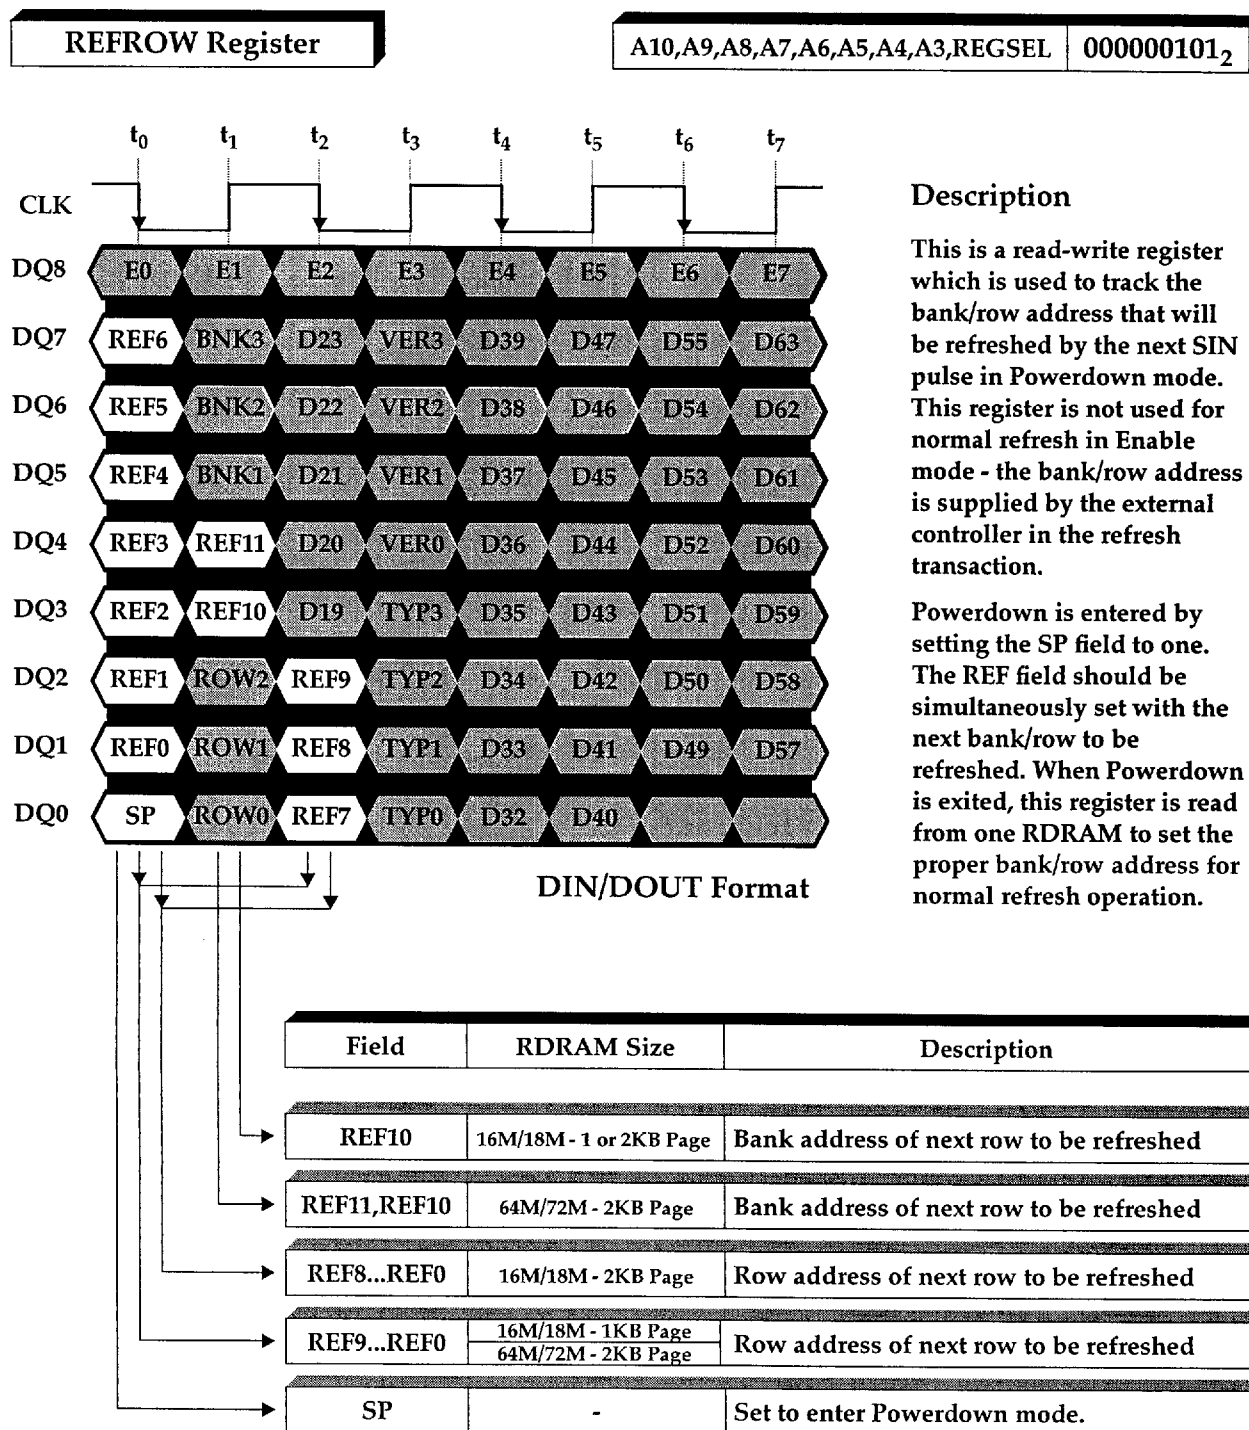 REFROW Register
A10,A9,A8,A7,A6,A5,A4,A3,REGSEL 000000101₂
t₀ t₁ t₂ t₃ t₄ t₅ t₆ t₇
CLK
DQ8 E0 E1 E2 E3 E4 E5 E6 E7
DQ7 REF6 BNK3 D23 VER3 D39 D47 D55 D63
DQ6 REF5 BNK2 D22 VER2 D38 D46 D54 D62
DQ5 REF4 BNK1 D21 VER1 D37 D45 D53 D61
DQ4 REF3 REF11 D20 VER0 D36 D44 D52 D60
DQ3 REF2 REF10 D19 TYP3 D35 D43 D51 D59
DQ2 REF1 ROW2 REF9 TYP2 D34 D42 D50 D58
DQ1 REF0 ROW1 REF8 TYP1 D33 D41 D49 D57
DQ0 SP ROW0 REF7 TYP0 D32 D40
DIN/DOUT Format
Description
This is a read-write register
which is used to track the
bank/row address that will
be refreshed by the next SIN
pulse in Powerdown mode.
This register is not used for
normal refresh in Enable
mode - the bank/row address
is supplied by the external
controller in the refresh
transaction.
Powerdown is entered by
setting the SP field to one.
The REF field should be
simultaneously set with the
next bank/row to be
refreshed. When Powerdown
is exited, this register is read
from one RDRAM to set the
proper bank/row address for
normal refresh operation.
Field RDRAM Size Description
REF10 16M/18M - 1 or 2KB Page Bank address of next row to be refreshed
REF11,REF10 64M/72M - 2KB Page Bank address of next row to be refreshed
REF8...REF0 16M/18M - 2KB Page Row address of next row to be refreshed
REF9...REF0 16M/18M - 1KB Page Row address of next row to be refreshed
64M/72M - 2KB Page
SP - Set to enter Powerdown mode.